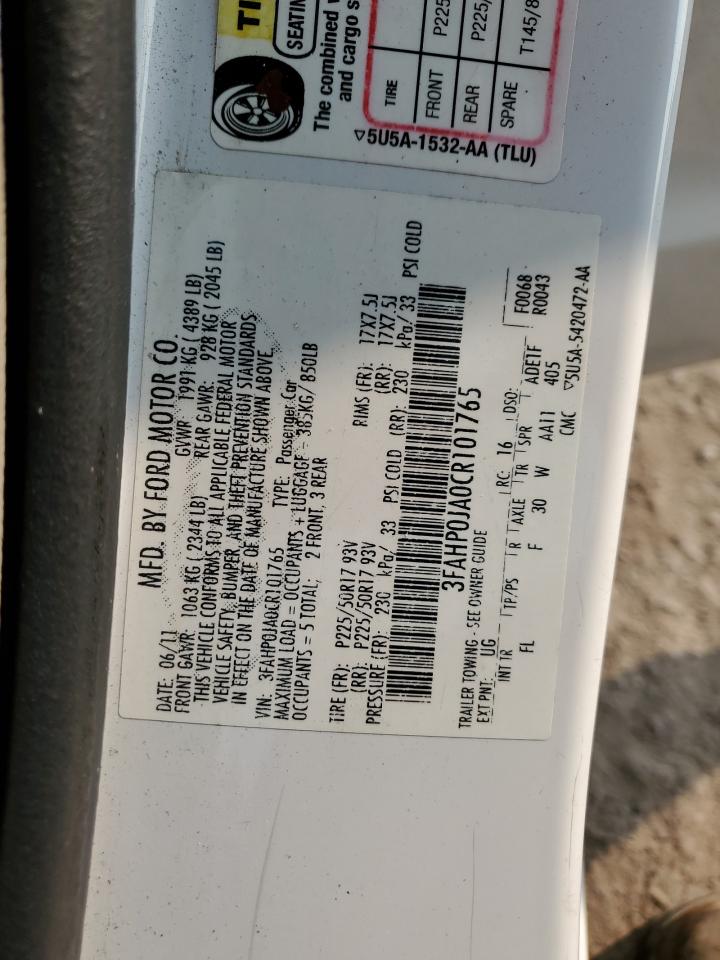 TI
SEATIN
The combined w
and cargo s
TIRE
FRONT P225
REAR P225/
SPARE T145/8
5U5A-1532-AA (TLU)
MFD. BY FORD MOTOR CO.
DATE: 06/11 GVWR: 1991 KG ( 4389 LB)
FRONT GAWR: 1063 KG ( 2344 LB) REAR GAWR: 928 KG ( 2045 LB)
THIS VEHICLE CONFORMS TO ALL APPLICABLE FEDERAL MOTOR
VEHICLE SAFETY, BUMPER, AND THEFT PREVENTION STANDARDS
IN EFFECT ON THE DATE OF MANUFACTURE SHOWN ABOVE
VIN: 3FAHP0JA0CR101765 TYPE: Passenger Car
MAXIMUM LOAD = OCCUPANTS + LUGGAGE = 385KG/ 850LB
OCCUPANTS = 5 TOTAL; 2 FRONT, 3 REAR
TIRE (FR): P225/50R17 93V RIMS (FR): 17X7.5J
(RR): P225/50R17 93V (RR): 17X7.5J
PRESSURE (FR): 230 kPa/ 33 PSI COLD (RR): 230 kPa/ 33 PSI COLD
3FAHP0JA0CR101765
TRAILER TOWING - SEE OWNER GUIDE
EXT PNT: UG RC: 16 DSO: F0068
R0043
INT TR TP/PS R AXLE TR SPR ADETF
FL F 30 W AA11 405
CMC 5U5A-5420472-AA